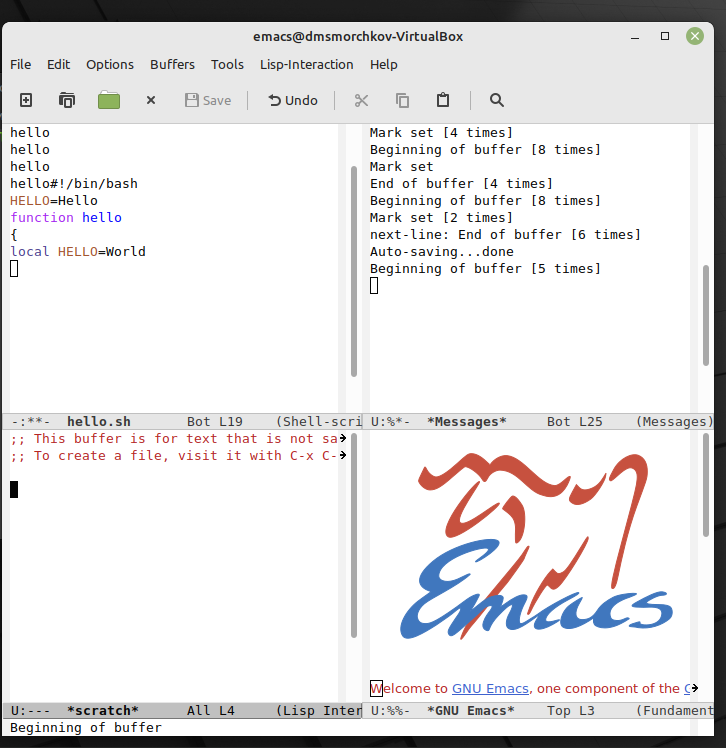 emacs@dmsmorchkov-VirtualBox
File Edit Options Buffers Tools Lisp-Interaction Help
Save Undo
hello
hello
hello
hello#!/bin/bash
HELLO=Hello
function hello
{
local HELLO=World
-:**- hello.sh Bot L19 (Shell-scri
Mark set [4 times]
Beginning of buffer [8 times]
Mark set
End of buffer [4 times]
Beginning of buffer [8 times]
Mark set [2 times]
next-line: End of buffer [6 times]
Auto-saving...done
Beginning of buffer [5 times]
U:%*- *Messages* Bot L25 (Messages)
;; This buffer is for text that is not sa
;; To create a file, visit it with C-x C-
U:--- *scratch* All L4 (Lisp Inter
Emacs
Welcome to GNU Emacs, one component of the G
U:%%- *GNU Emacs* Top L3 (Fundament
Beginning of buffer